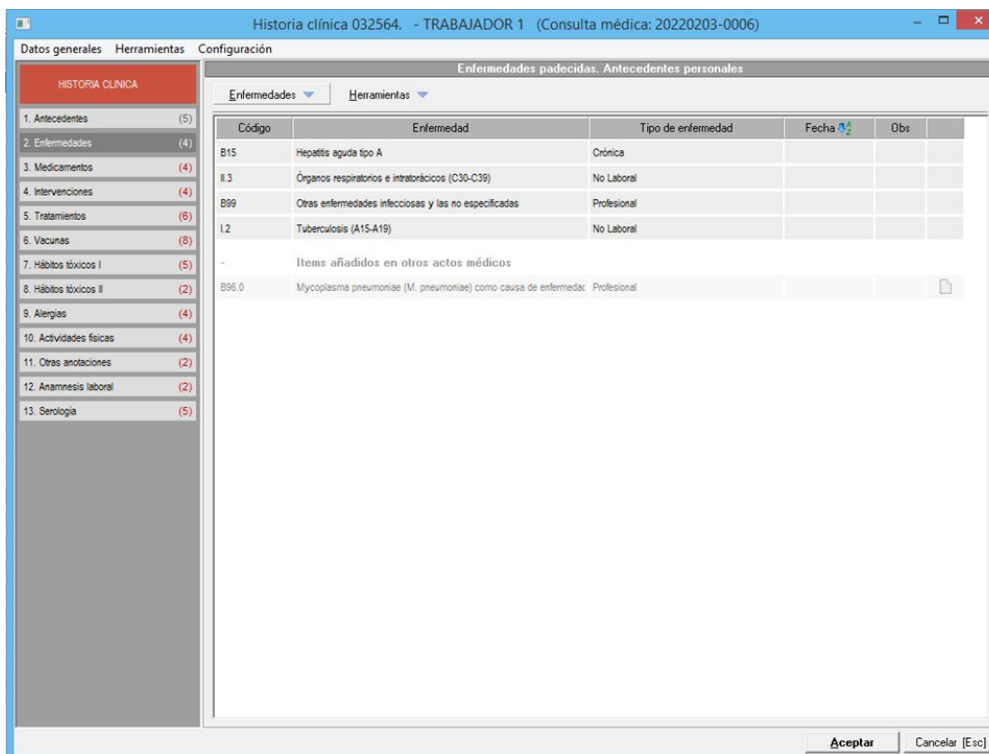 Historia clínica 032564. - TRABAJADOR 1 (Consulta médica: 20220203-0006)
Datos generales Herramientas Configuración
HISTORIA CLINICA
1. Antecedentes (5)
2. Enfermedades (4)
3. Medicamentos (4)
4. Intervenciones (4)
5. Tratamientos (6)
6. Vacunas (8)
7. Hábitos tóxicos I (5)
8. Hábitos tóxicos II (2)
9. Alergias (4)
10. Actividades físicas (4)
11. Otras anotaciones (2)
12. Anamnesis laboral (2)
13. Serología (5)
Enfermedades padecidas. Antecedentes personales
Enfermedades Herramientas
Código Enfermedad Tipo de enfermedad Fecha Obs
B15 Hepatitis aguda tipo A Crónica
II.3 Órganos respiratorios e intratorácicos (C30-C39) No Laboral
B99 Otras enfermedades infecciosas y las no especificadas Profesional
I.2 Tuberculosis (A15-A19) No Laboral
- Items añadidos en otros actos médicos
B96.0 Mycoplasma pneumoniae (M. pneumoniae) como causa de enfermedac Profesional
Aceptar Cancelar [Esc]